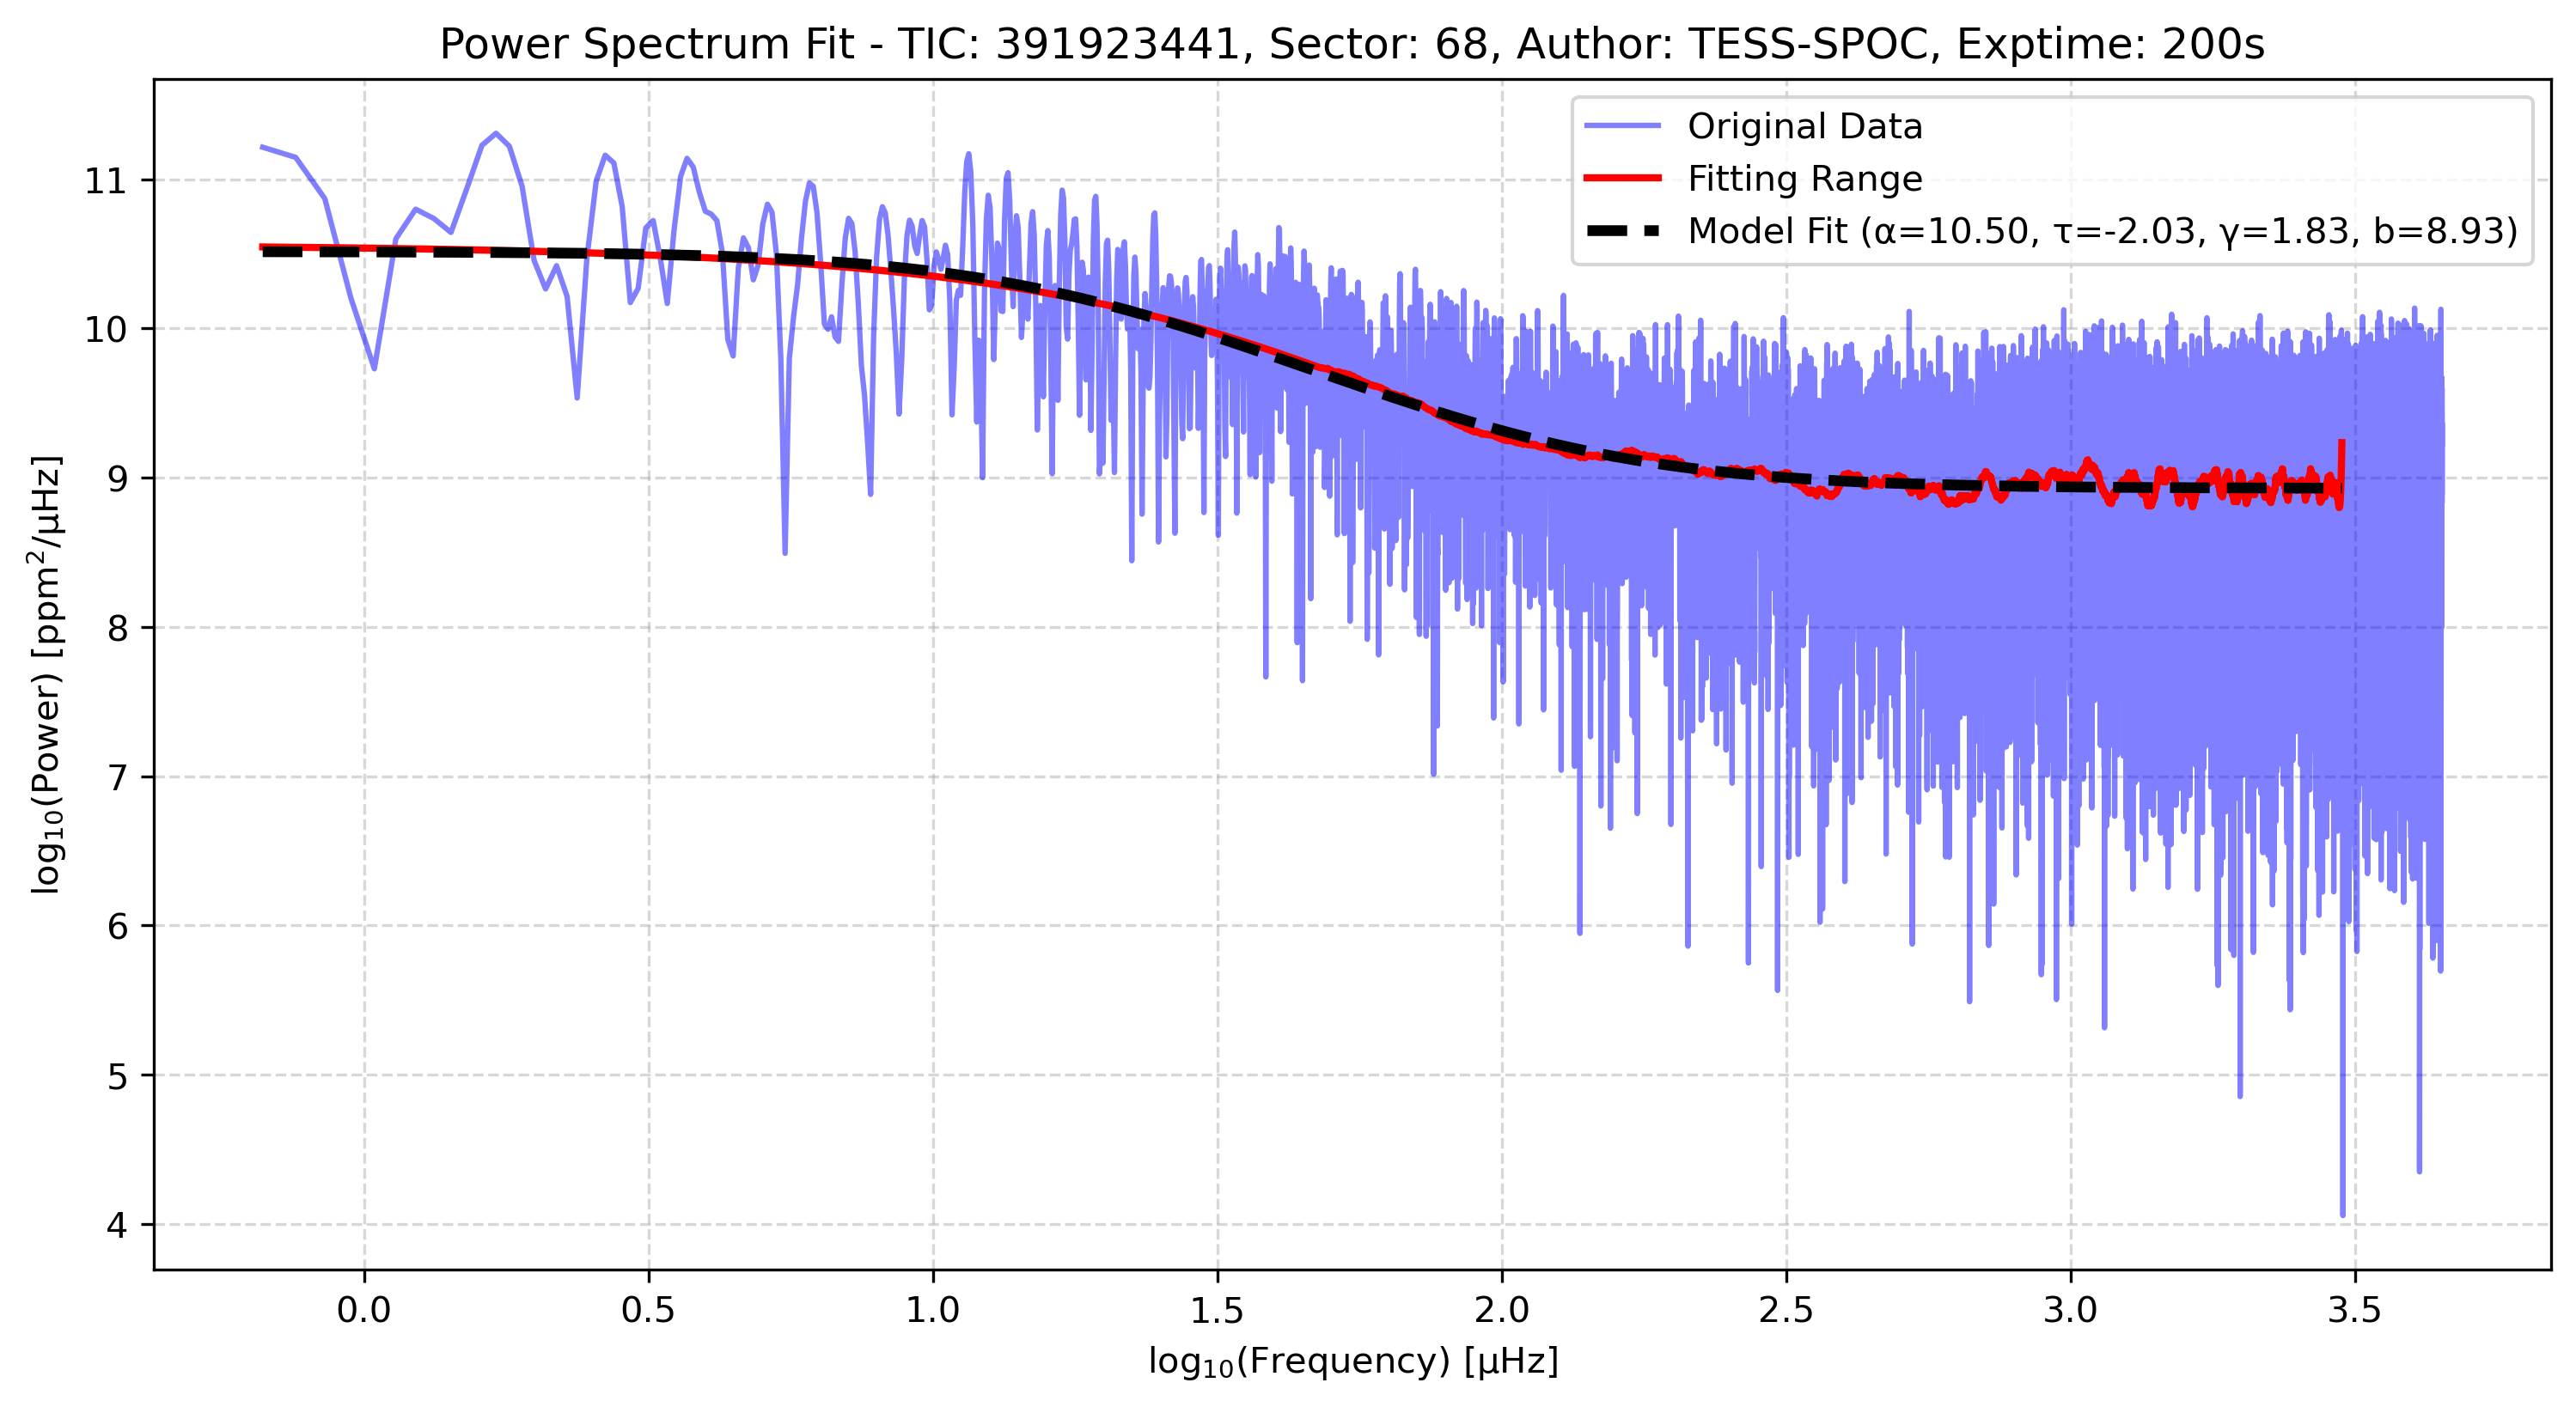 Power Spectrum Fit - TIC: 391923441, Sector: 68, Author: TESS-SPOC, Exptime: 200s
Original Data
Fitting Range
Model Fit (α=10.50, τ=-2.03, γ=1.83, b=8.93)
log₁₀(Power) [ppm²/μHz]
11
10
9
8
7
6
5
4
0.0 0.5 1.0 1.5 2.0 2.5 3.0 3.5
log₁₀(Frequency) [μHz]